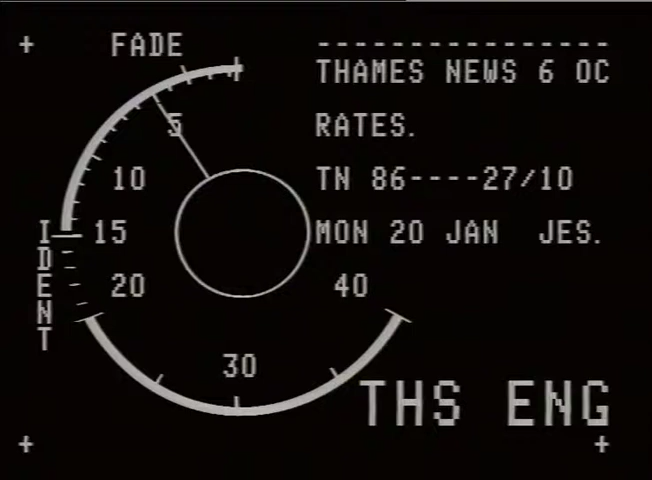 FADE
----------------
THAMES NEWS 6 OC
5
RATES.
10
TN 86----27/10
15
MON 20 JAN JES.
IDENT
20
40
30
THS ENG